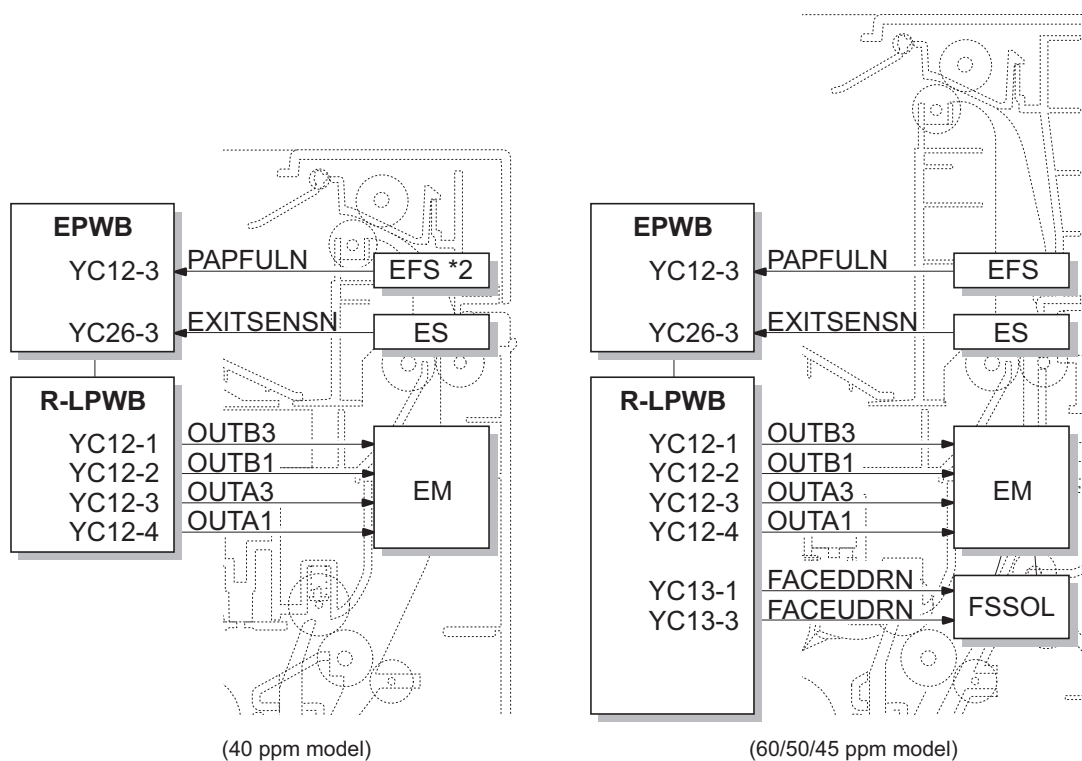 EPWB
YC12-3
PAPFULN
EFS *2
YC26-3
EXITSENSN
ES
R-LPWB
YC12-1
OUTB3
YC12-2
OUTB1
YC12-3
OUTA3
YC12-4
OUTA1
EM
(40 ppm model)
EPWB
YC12-3
PAPFULN
EFS
YC26-3
EXITSENSN
ES
R-LPWB
YC12-1
OUTB3
YC12-2
OUTB1
YC12-3
OUTA3
YC12-4
OUTA1
EM
YC13-1
FACEDDRN
YC13-3
FACEUDRN
FSSOL
(60/50/45 ppm model)